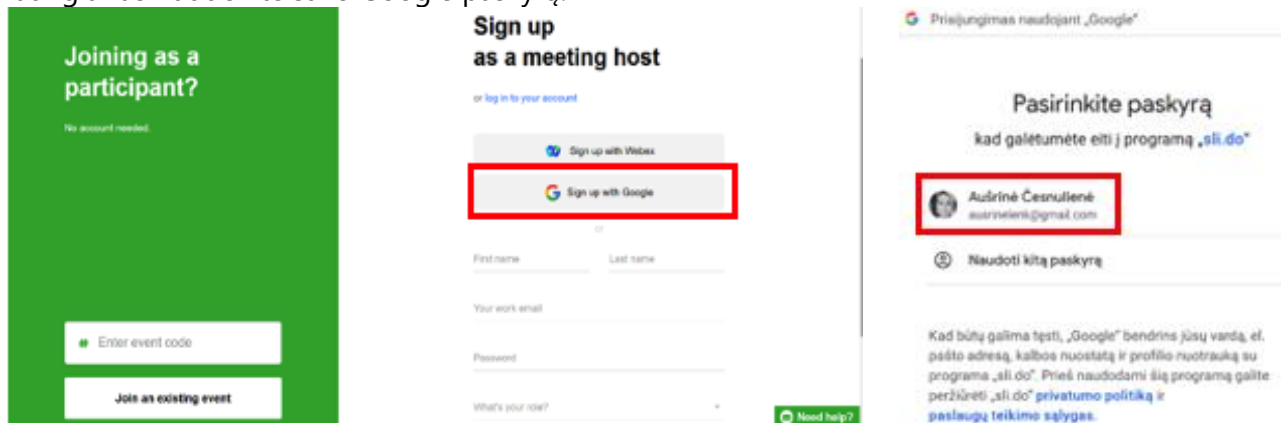 Joining as a
participant?
No account needed.
# Enter event code
Join an existing event
Sign up
as a meeting host
or log in to your account
Sign up with Webex
Sign up with Google
or
First name Last name
Your work email
Password
What's your role?
Need help?
Prisijungimas naudojant „Google“
Pasirinkite paskyrą
kad galėtumėte eiti į programą „sli.do“
Aušrinė Česnulienė
ausrinelenk@gmail.com
Naudoti kitą paskyrą
Kad būtų galima tęsti, „Google“ bendrins jūsų vardą, el.
pašto adresą, kalbos nuostatą ir profilio nuotrauką su
programa „sli.do“. Prieš naudodami šią programą galite
peržiūrėti „sli.do“ privatumo politiką ir
paslaugų teikimo sąlygas.